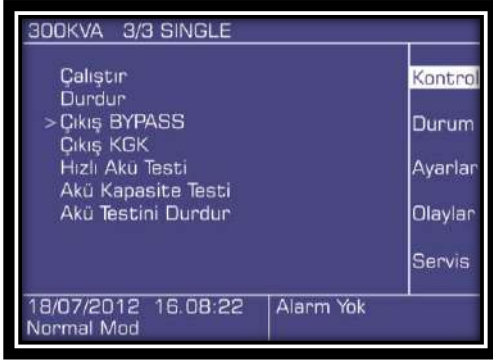 300KVA 3/3 SINGLE
Çalıştır
Durdur
>Çıkış BYPASS
Çıkış KGK
Hızlı Akü Testi
Akü Kapasite Testi
Akü Testini Durdur
Kontrol
Durum
Ayarlar
Olaylar
Servis
18/07/2012 16.08:22
Normal Mod
Alarm Yok